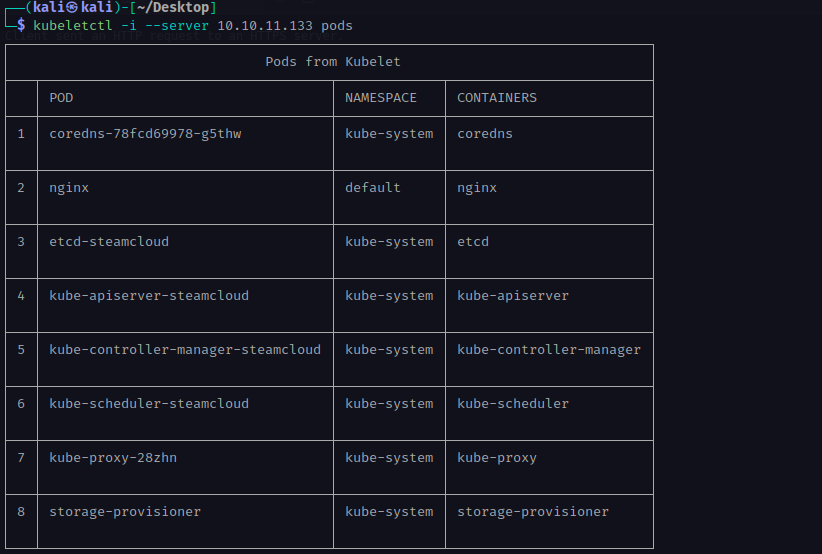 (kali㉿kali)-[~/Desktop]
$ kubeletctl -i --server 10.10.11.133 pods
Pods from Kubelet
POD NAMESPACE CONTAINERS
1 coredns-78fcd69978-g5thw kube-system coredns
2 nginx default nginx
3 etcd-steamcloud kube-system etcd
4 kube-apiserver-steamcloud kube-system kube-apiserver
5 kube-controller-manager-steamcloud kube-system kube-controller-manager
6 kube-scheduler-steamcloud kube-system kube-scheduler
7 kube-proxy-28zhn kube-system kube-proxy
8 storage-provisioner kube-system storage-provisioner